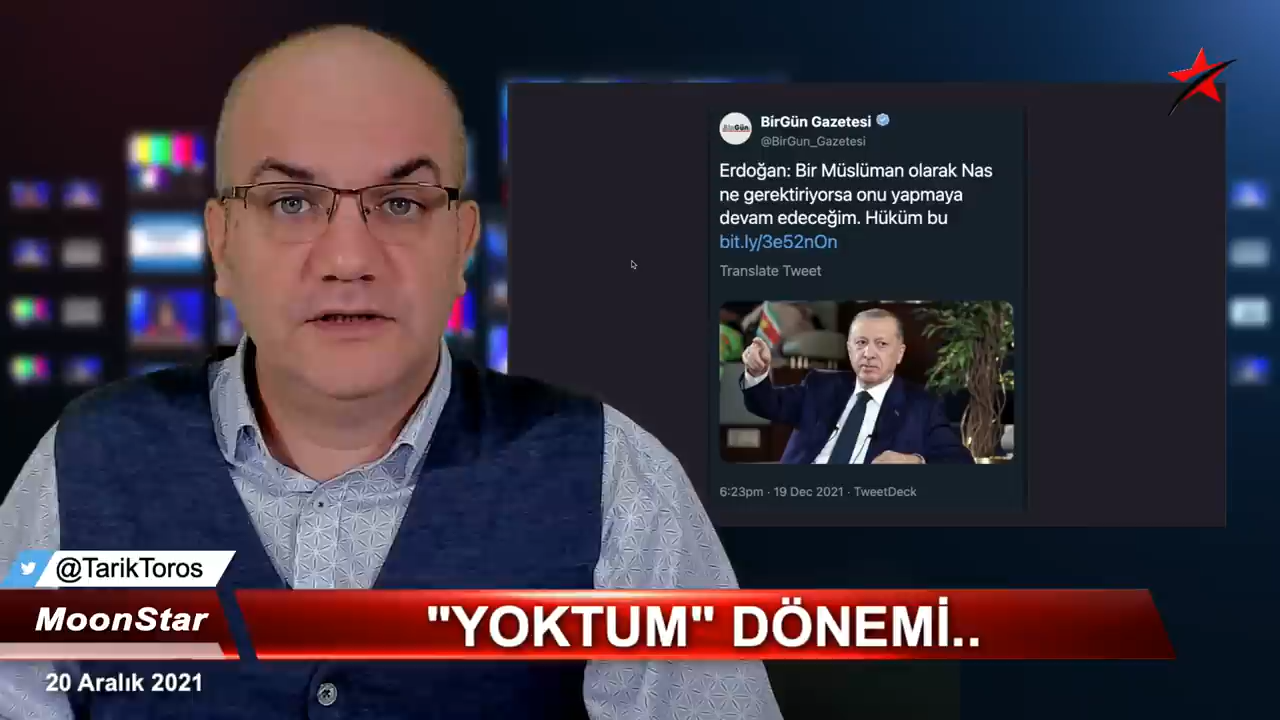 BirGün
BirGün Gazetesi
@BirGun_Gazetesi
Erdoğan: Bir Müslüman olarak Nas
ne gerektiriyorsa onu yapmaya
devam edeceğim. Hüküm bu
bit.ly/3e52nOn
Translate Tweet
6:23pm · 19 Dec 2021 · TweetDeck
@TarikToros
MoonStar
"YOKTUM" DÖNEMİ..
20 Aralık 2021